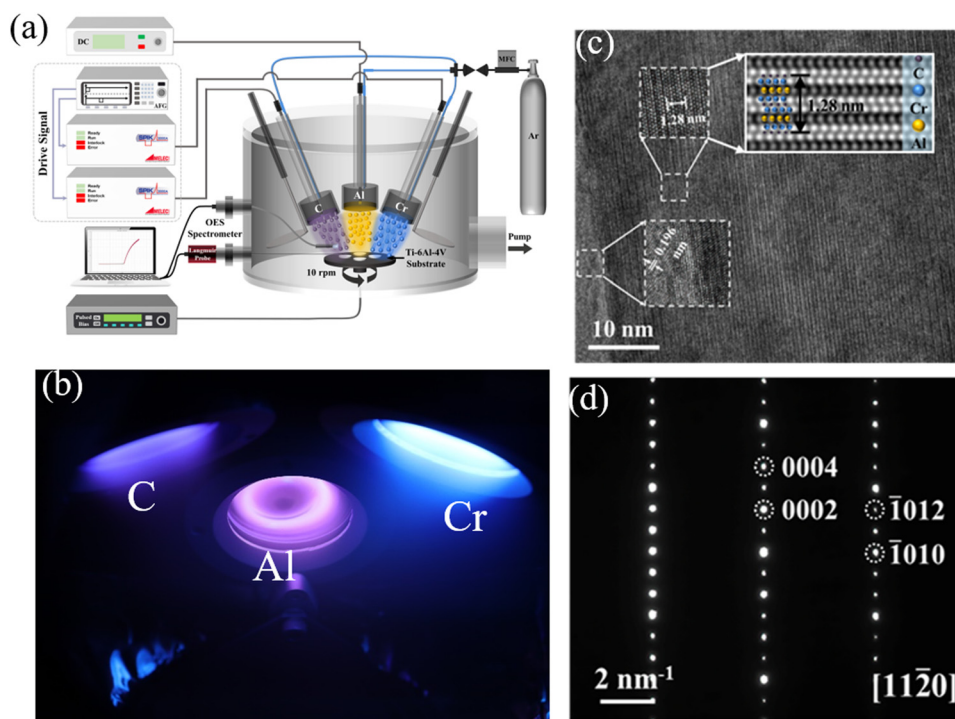 (a)
DC
MFC
Ar
Drive Signal
AFG
Ready
Run
Interlock
Error
MELEC
Ready
Run
Interlock
Error
MELEC
C
Al
Cr
OES
Spectrometer
Langmuir
Probe
Pump
Ti-6Al-4V
Substrate
10 rpm
Pulsed
Bias
(b)
C
Al
Cr
(c)
1.28 nm
1.28 nm
C
Cr
Al
0.196
nm
10 nm
(d)
0004
0002
1̄012
1̄010
2 nm⁻¹
[112̄0]